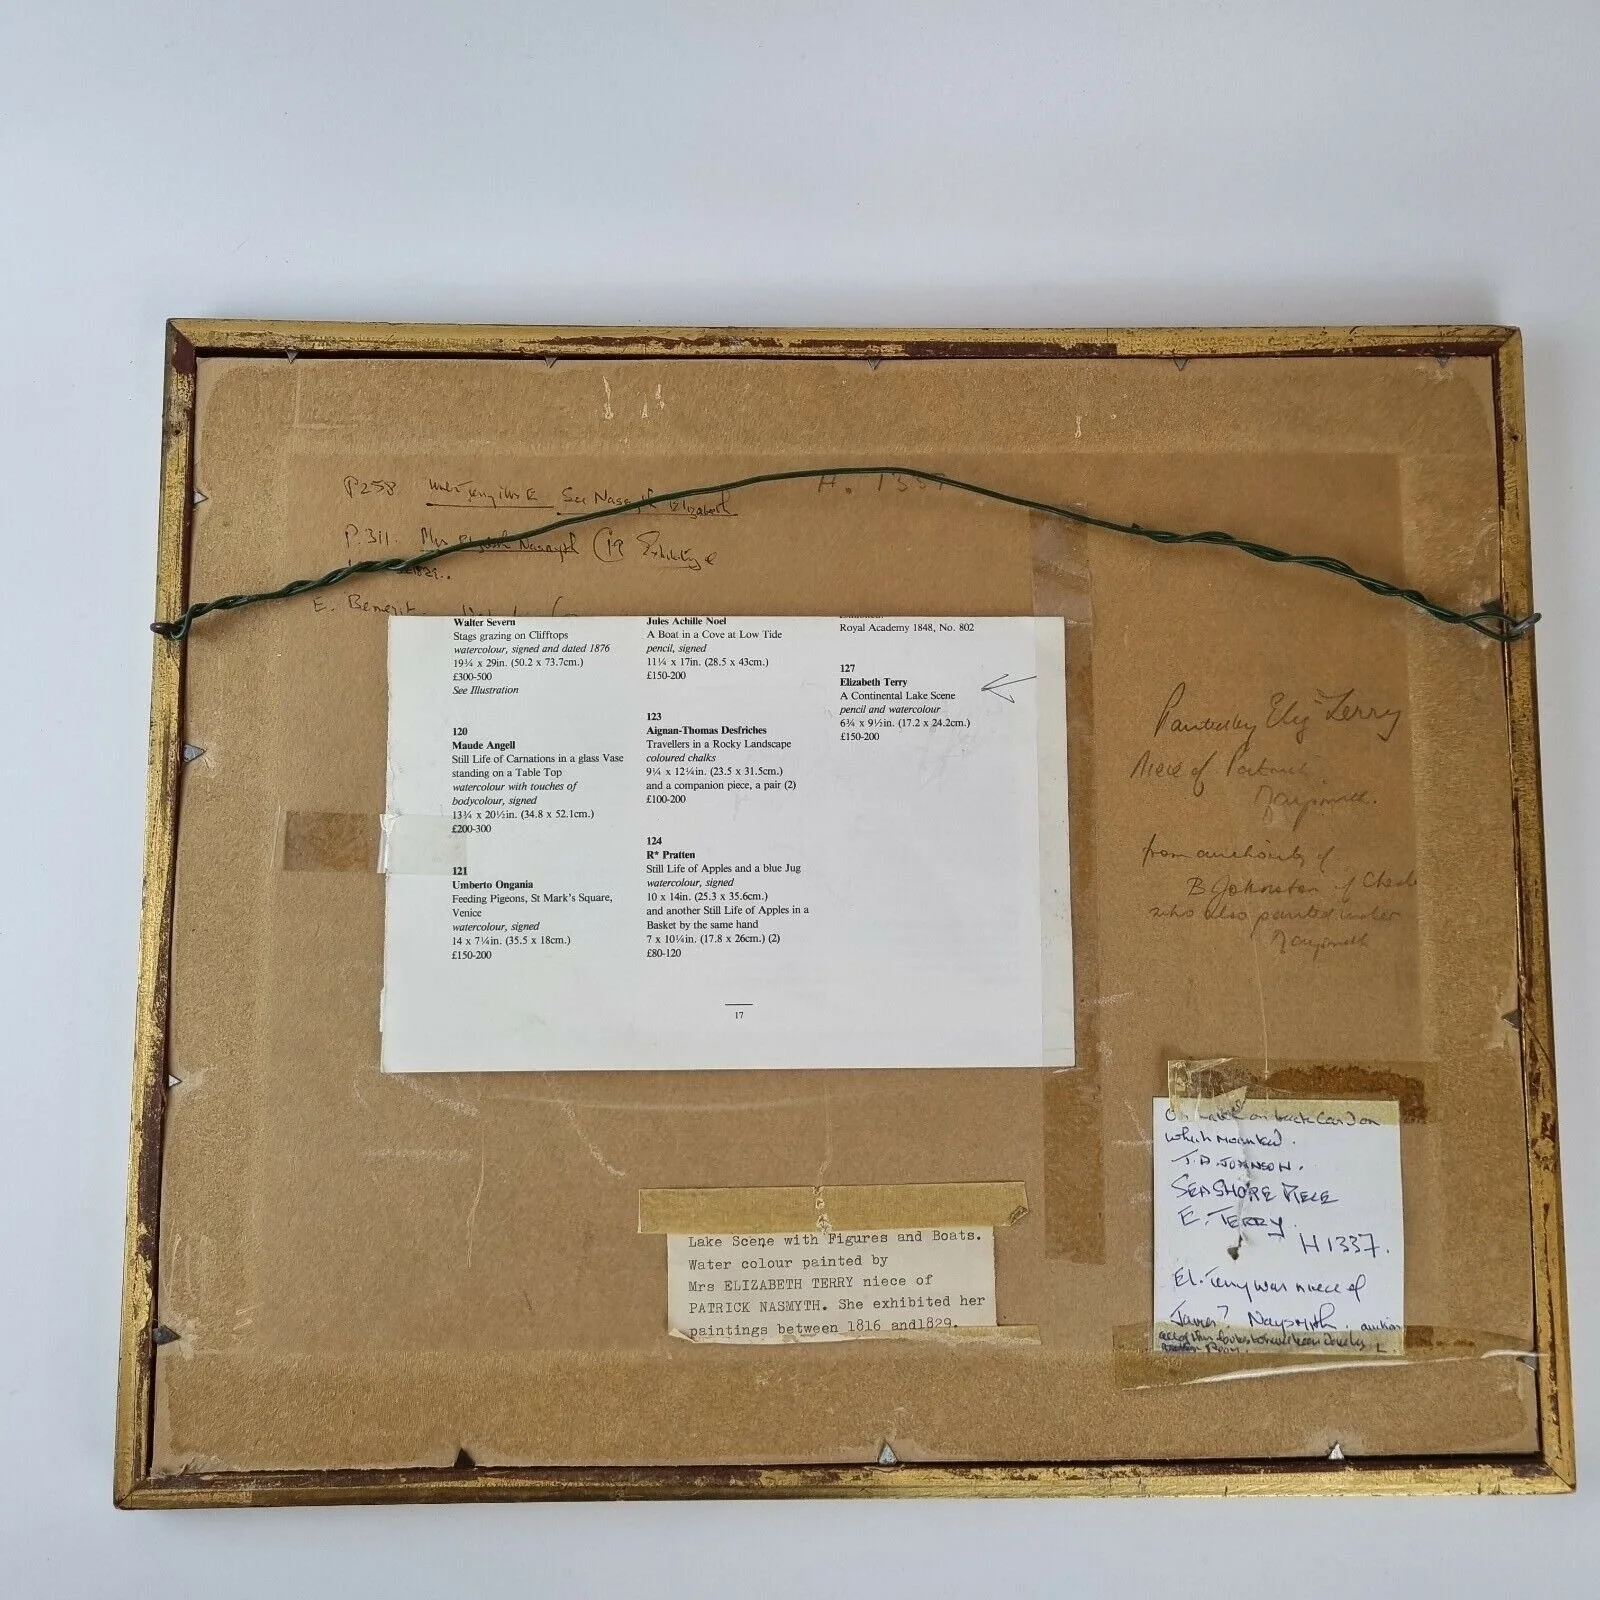 P258 See Nasmyth Elizabeth
H. 1337
P.311. Mrs Elizabeth Nasmyth
1829..
E. Benezit
Walter Severn
Stags grazing on Clifftops
watercolour, signed and dated 1876
19¾ x 29in. (50.2 x 73.7cm.)
£300-500
See Illustration
120
Maude Angell
Still Life of Carnations in a glass Vase
standing on a Table Top
watercolour with touches of
bodycolour, signed
13¾ x 20½in. (34.8 x 52.1cm.)
£200-300
121
Umberto Ongania
Feeding Pigeons, St Mark's Square,
Venice
watercolour, signed
14 x 7¼in. (35.5 x 18cm.)
£150-200
Jules Achille Noel
A Boat in a Cove at Low Tide
pencil, signed
11¼ x 17in. (28.5 x 43cm.)
£150-200
123
Aignan-Thomas Desfriches
Travellers in a Rocky Landscape
coloured chalks
9¼ x 12¼in. (23.5 x 31.5cm.)
and a companion piece, a pair (2)
£100-200
124
R* Pratten
Still Life of Apples and a blue Jug
watercolour, signed
10 x 14in. (25.3 x 35.6cm.)
and another Still Life of Apples in a
Basket by the same hand
7 x 10¼in. (17.8 x 26cm.) (2)
£80-120
Royal Academy 1848, No. 802
127
Elizabeth Terry
A Continental Lake Scene
pencil and watercolour
6¾ x 9½in. (17.2 x 24.2cm.)
£150-200
17
Painted by Eliz Terry
Niece of Patrick
Naysmith.
from authority of
B Johnston of
who also painted under
Naysmith
Lake Scene with Figures and Boats.
Water colour painted by
Mrs ELIZABETH TERRY niece of
PATRICK NASMYTH. She exhibited her
paintings between 1816 and1829.
on back card on
which mounted.
JOHNSON.
SEASHORE PIECE
E. TERRY.
H1337.
El. Terry was niece of
James? Naysmyth. auction